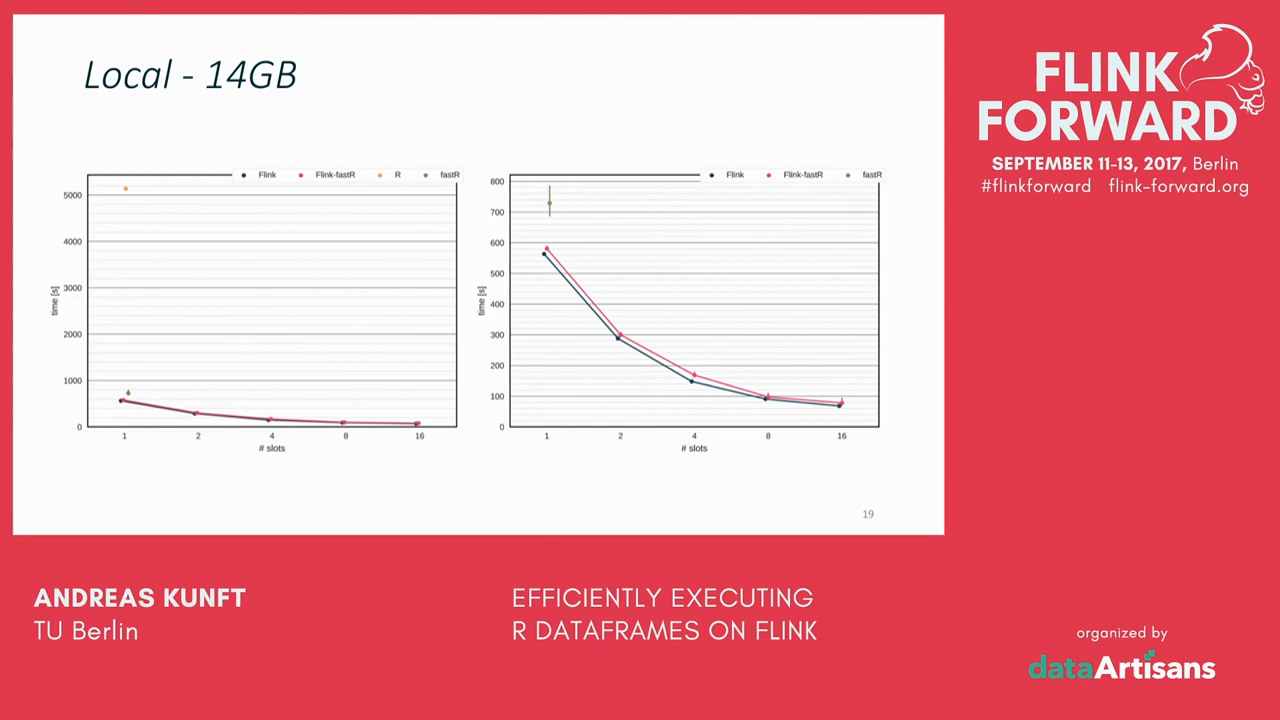 Local - 14GB
Flink Flink-fastR R fastR
5000
4000
3000
2000
1000
0
time [s]
1 2 4 8 16
# slots
Flink Flink-fastR fastR
800
700
600
500
400
300
200
100
0
time [s]
1 2 4 8 16
# slots
19
FLINK
FORWARD
SEPTEMBER 11-13, 2017, Berlin
#flinkforward flink-forward.org
ANDREAS KUNFT
TU Berlin
EFFICIENTLY EXECUTING
R DATAFRAMES ON FLINK
organized by
dataArtisans